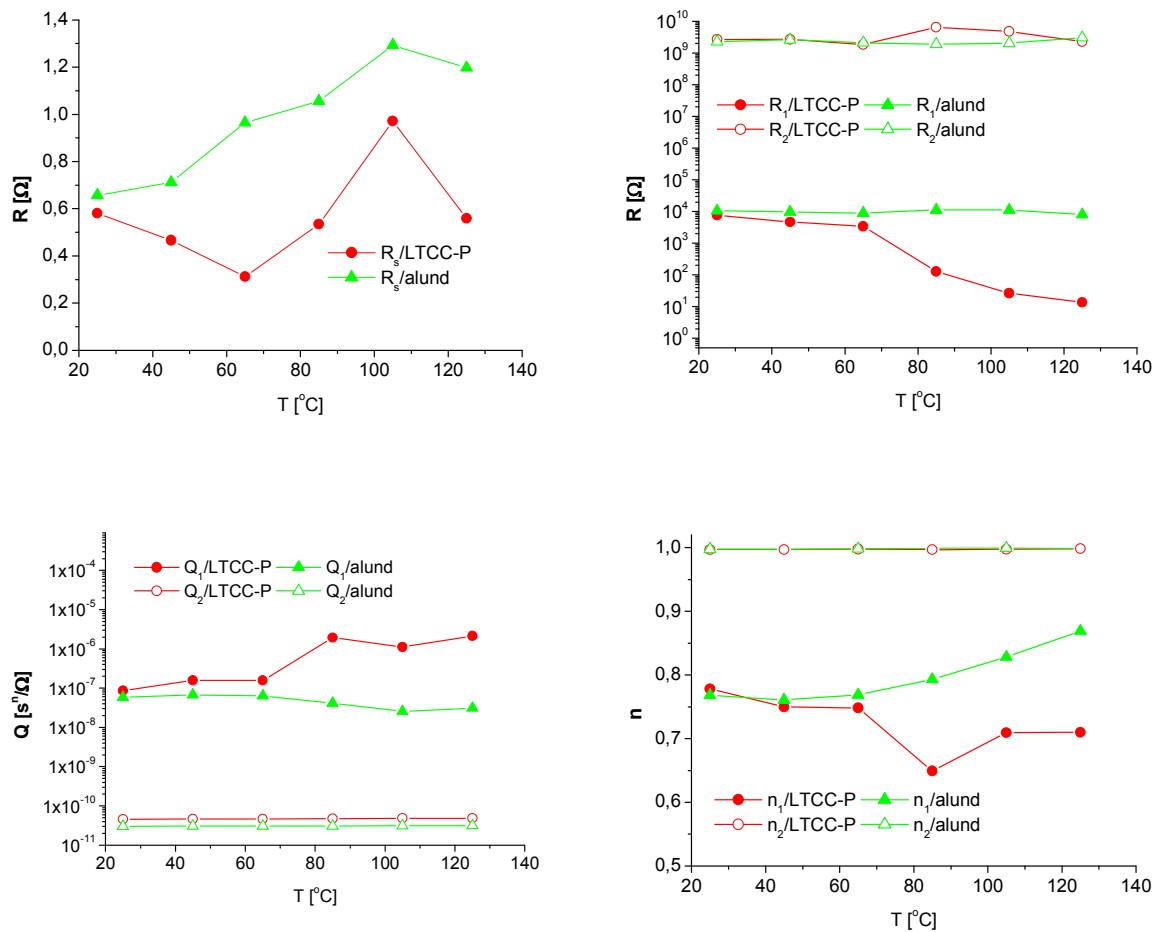 1,4
1,2
1,0
0,8
0,6
0,4
0,2
0,0
R [Ω]
R_s/LTCC-P
R_s/alund
20 40 60 80 100 120 140
T [°C]
10^10
10^9
10^8
10^7
10^6
10^5
10^4
10^3
10^2
10^1
10^0
R [Ω]
R_1/LTCC-P R_1/alund
R_2/LTCC-P R_2/alund
20 40 60 80 100 120 140
T [°C]
1x10^-4
1x10^-5
1x10^-6
1x10^-7
1x10^-8
1x10^-9
1x10^-10
10^-11
Q [s^n/Ω]
Q_1/LTCC-P Q_1/alund
Q_2/LTCC-P Q_2/alund
20 40 60 80 100 120 140
T [°C]
1,0
0,9
0,8
0,7
0,6
0,5
n
n_1/LTCC-P n_1/alund
n_2/LTCC-P n_2/alund
20 40 60 80 100 120 140
T [°C]